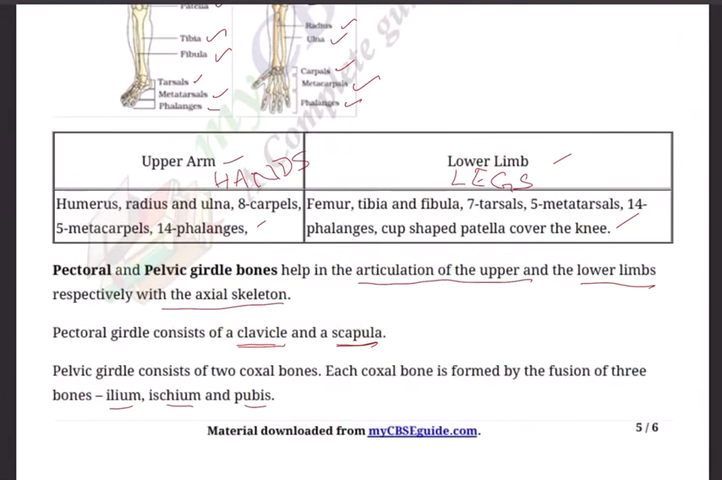 Patella
Tibia
Fibula
Tarsals
Metatarsals
Phalanges
Radius
Ulna
Carpals
Metacarpals
Phalanges
Upper Arm
HANDS
Lower Limb
LEGS
Humerus, radius and ulna, 8-carpels,
5-metacarpels, 14-phalanges,
Femur, tibia and fibula, 7-tarsals, 5-metatarsals, 14-
phalanges, cup shaped patella cover the knee.
Pectoral and Pelvic girdle bones help in the articulation of the upper and the lower limbs
respectively with the axial skeleton.
Pectoral girdle consists of a clavicle and a scapula.
Pelvic girdle consists of two coxal bones. Each coxal bone is formed by the fusion of three
bones – ilium, ischium and pubis.
Material downloaded from myCBSEguide.com.
5 / 6